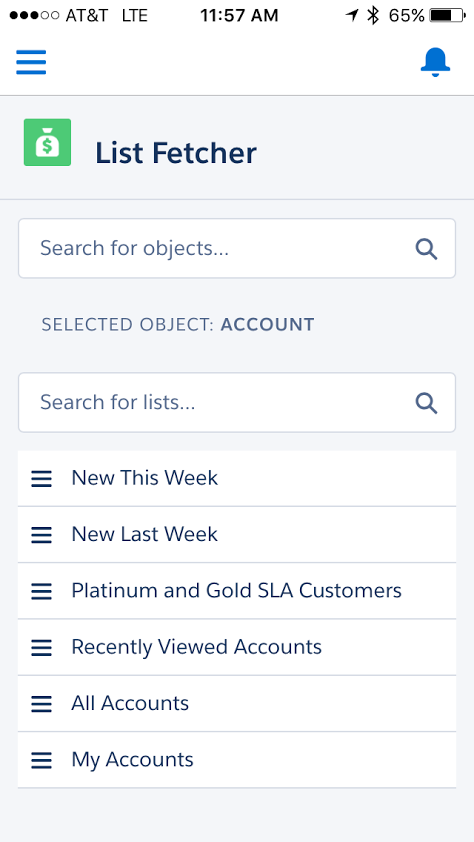 AT&T LTE 11:57 AM 65%
$
List Fetcher
Search for objects...
SELECTED OBJECT: ACCOUNT
Search for lists...
New This Week
New Last Week
Platinum and Gold SLA Customers
Recently Viewed Accounts
All Accounts
My Accounts